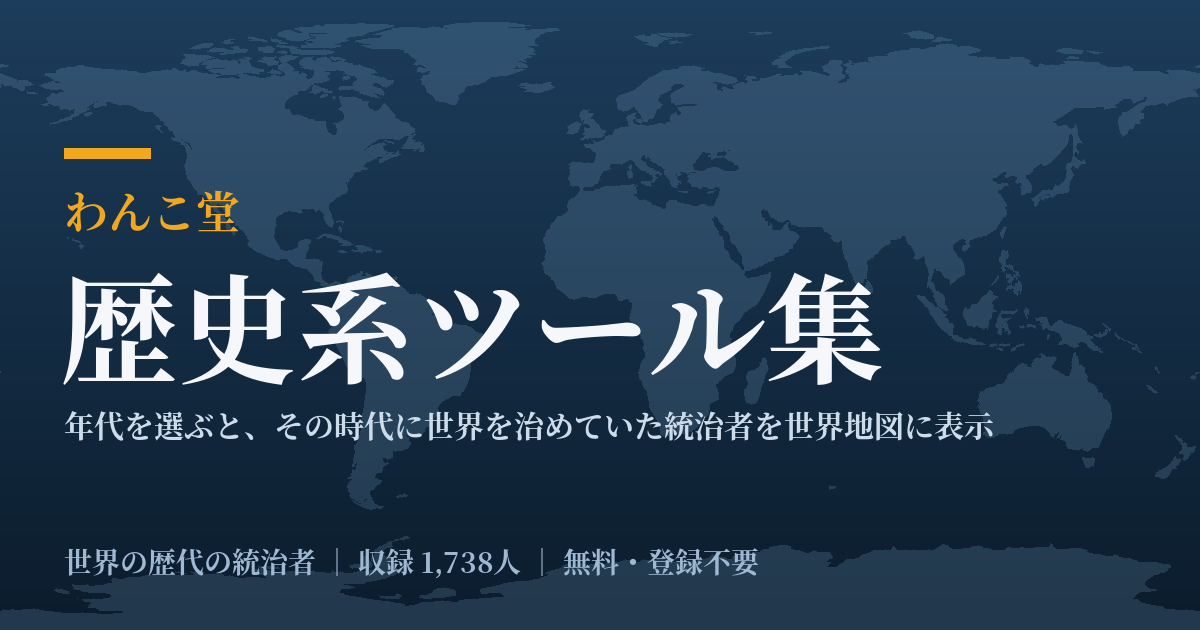 わんこ堂
歴史系ツール集
年代を選ぶと、その時代に世界を治めていた統治者を世界地図に表示
世界の歴代の統治者 ｜ 収録 1,738人 ｜ 無料・登録不要